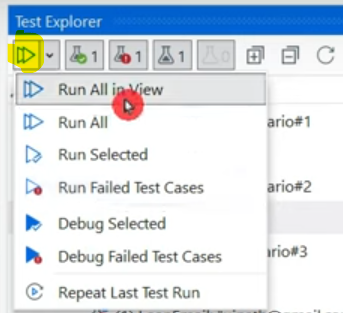 Test Explorer
1
1
1
0
Run All in View
Run All
ario#1
Run Selected
Run Failed Test Cases
ario#2
Debug Selected
Debug Failed Test Cases
ario#3
Repeat Last Test Run